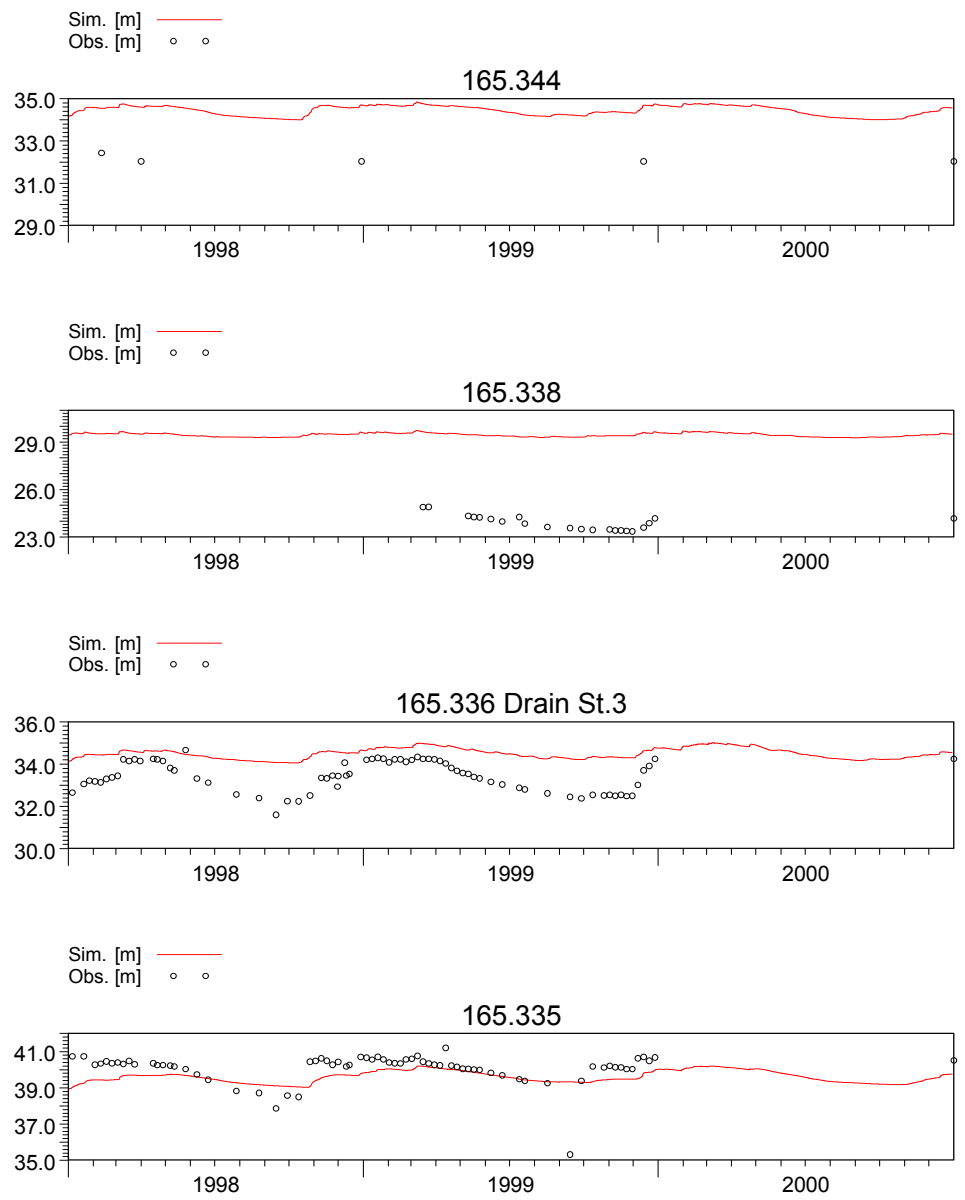 Sim. [m]
Obs. [m]
165.344
35.0
33.0
31.0
29.0
1998 1999 2000
Sim. [m]
Obs. [m]
165.338
29.0
26.0
23.0
1998 1999 2000
Sim. [m]
Obs. [m]
165.336 Drain St.3
36.0
34.0
32.0
30.0
1998 1999 2000
Sim. [m]
Obs. [m]
165.335
41.0
39.0
37.0
35.0
1998 1999 2000